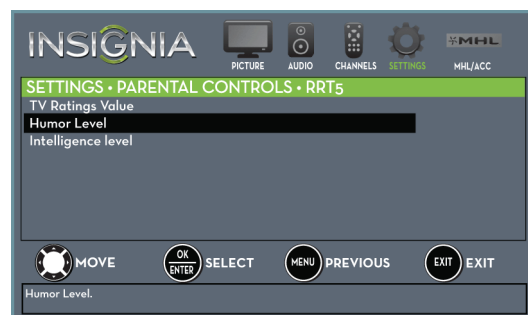 INSIGNIA
PICTURE AUDIO CHANNELS SETTINGS MHL MHL/ACC
SETTINGS • PARENTAL CONTROLS • RRT5
TV Ratings Value
Humor Level
Intelligence level
MOVE OK ENTER SELECT MENU PREVIOUS EXIT EXIT
Humor Level.